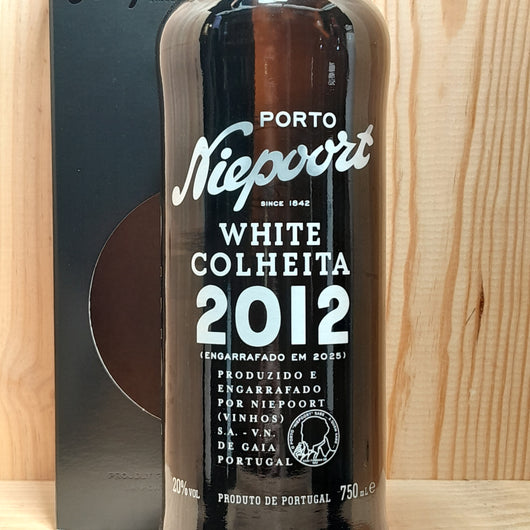 PORTO
Niepoort
SINCE 1842
WHITE
COLHEITA
2012
(ENGARRAFADO EM 2025)
PRODUZIDO E
ENGARRAFADO
POR NIEPOORT
(VINHOS)
S.A. - V.N.
DE GAIA
PORTUGAL
20% VOL
PRODUTO DE PORTUGAL
750 mL e